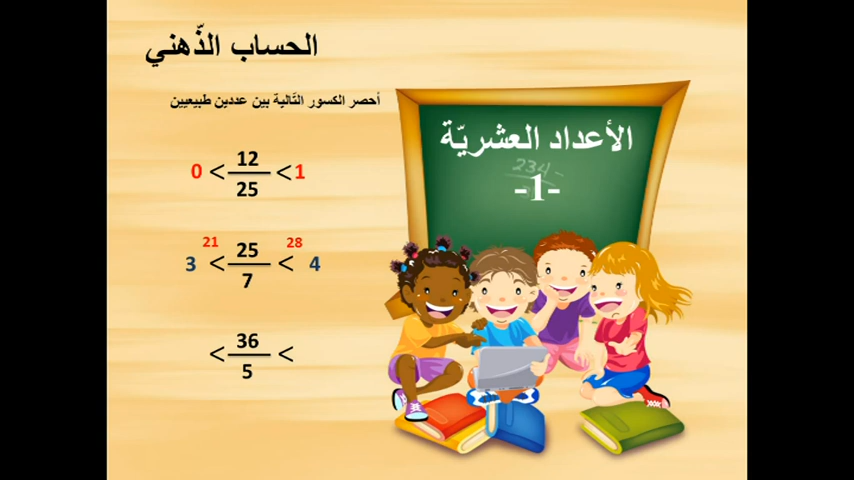 الحساب الذّهني
أحصر الكسور التّالية بين عددين طبيعيين
0 < 12/25 < 1
21 28
3 < 25/7 < 4
< 36/5 <
الأعداد العشريّة
234 -
-1-